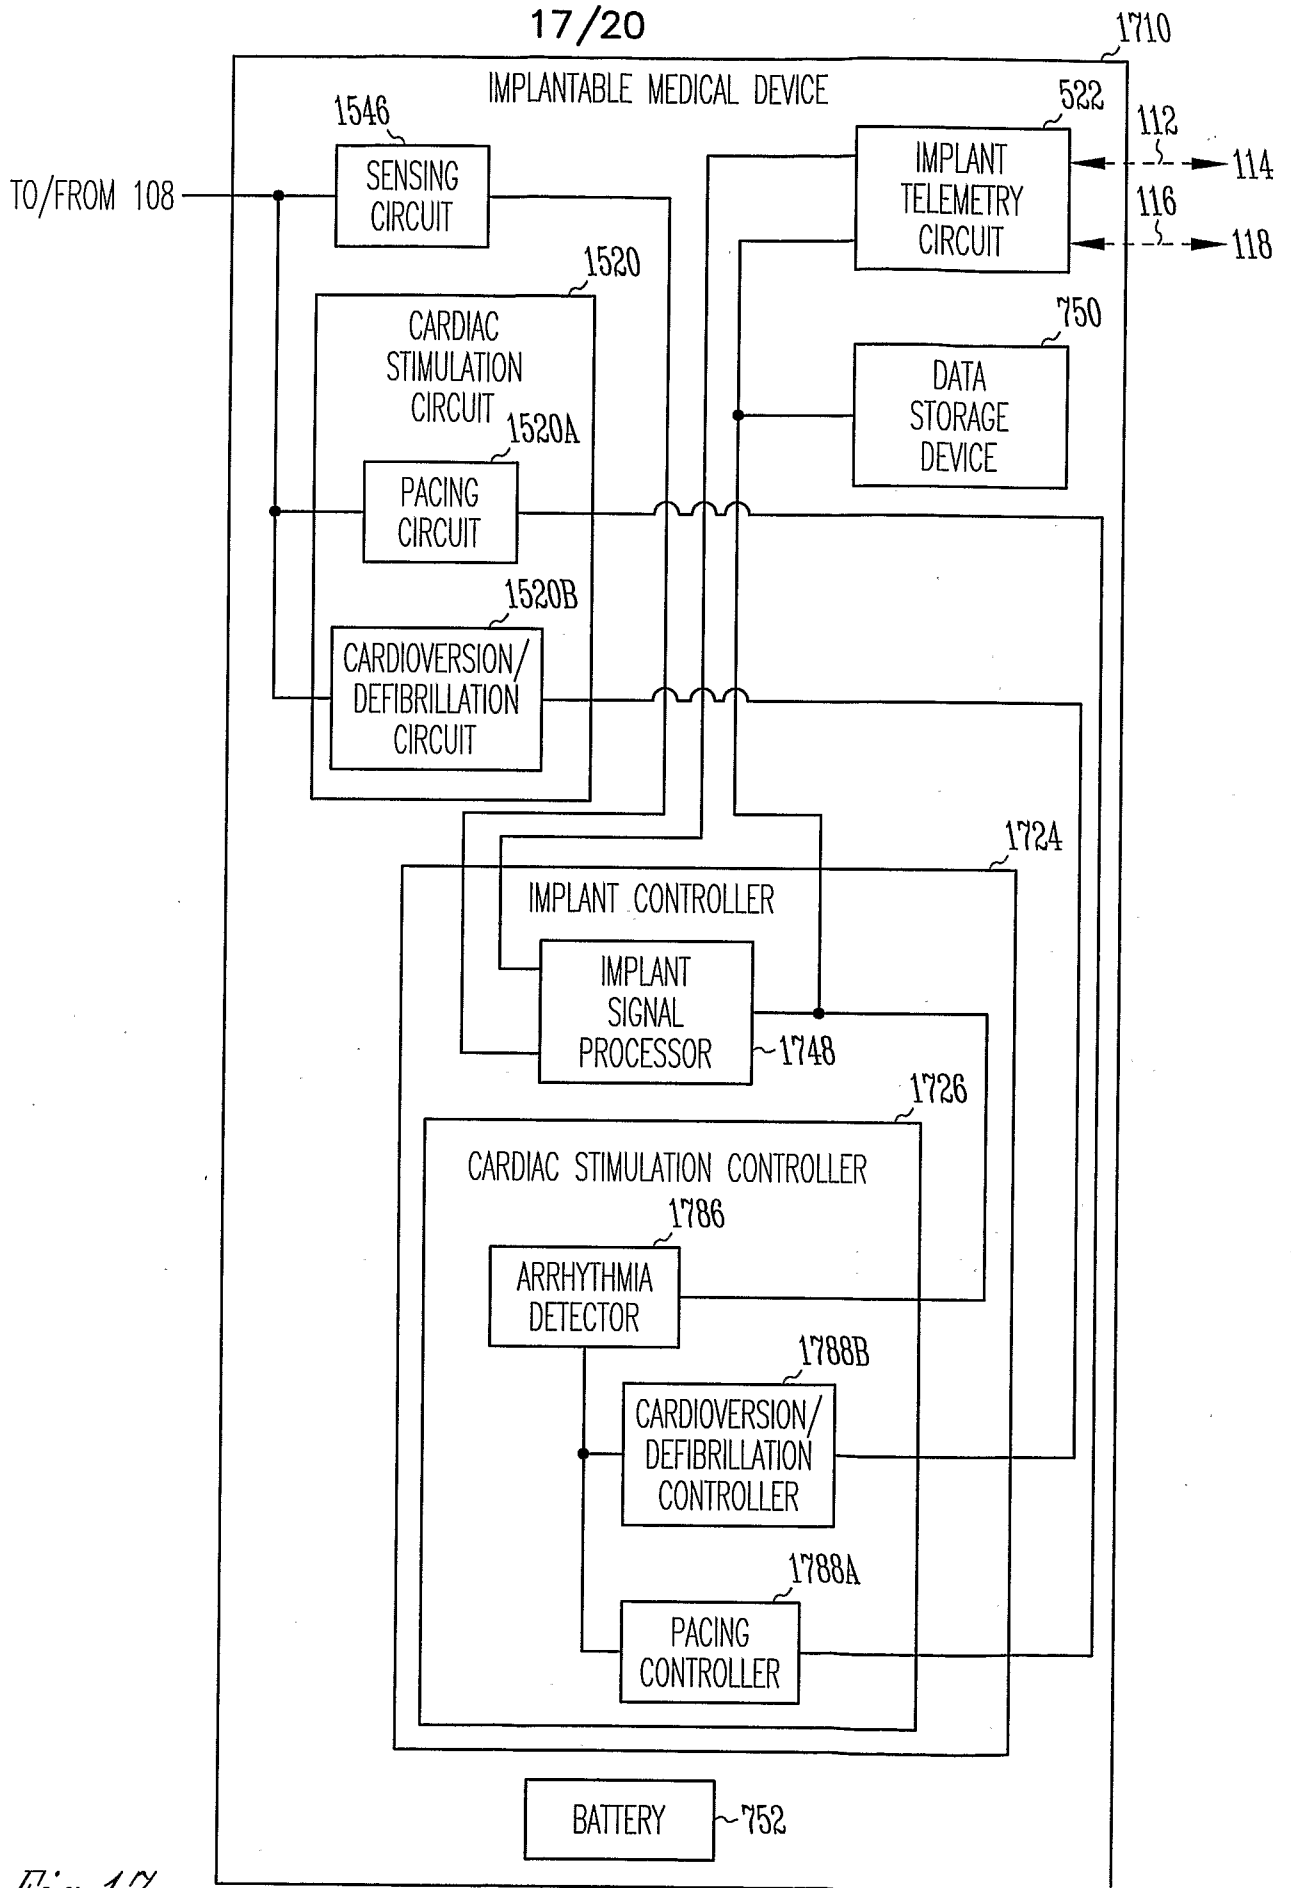 17/20
1710
IMPLANTABLE MEDICAL DEVICE
1546
SENSING
CIRCUIT
TO/FROM 108
522
IMPLANT
TELEMETRY
CIRCUIT
112
114
116
118
1520
CARDIAC
STIMULATION
CIRCUIT
750
DATA
STORAGE
DEVICE
1520A
PACING
CIRCUIT
1520B
CARDIOVERSION/
DEFIBRILLATION
CIRCUIT
1724
IMPLANT CONTROLLER
IMPLANT
SIGNAL
PROCESSOR
1748
1726
CARDIAC STIMULATION CONTROLLER
1786
ARRHYTHMIA
DETECTOR
1788B
CARDIOVERSION/
DEFIBRILLATION
CONTROLLER
1788A
PACING
CONTROLLER
BATTERY
752
Fig. 17